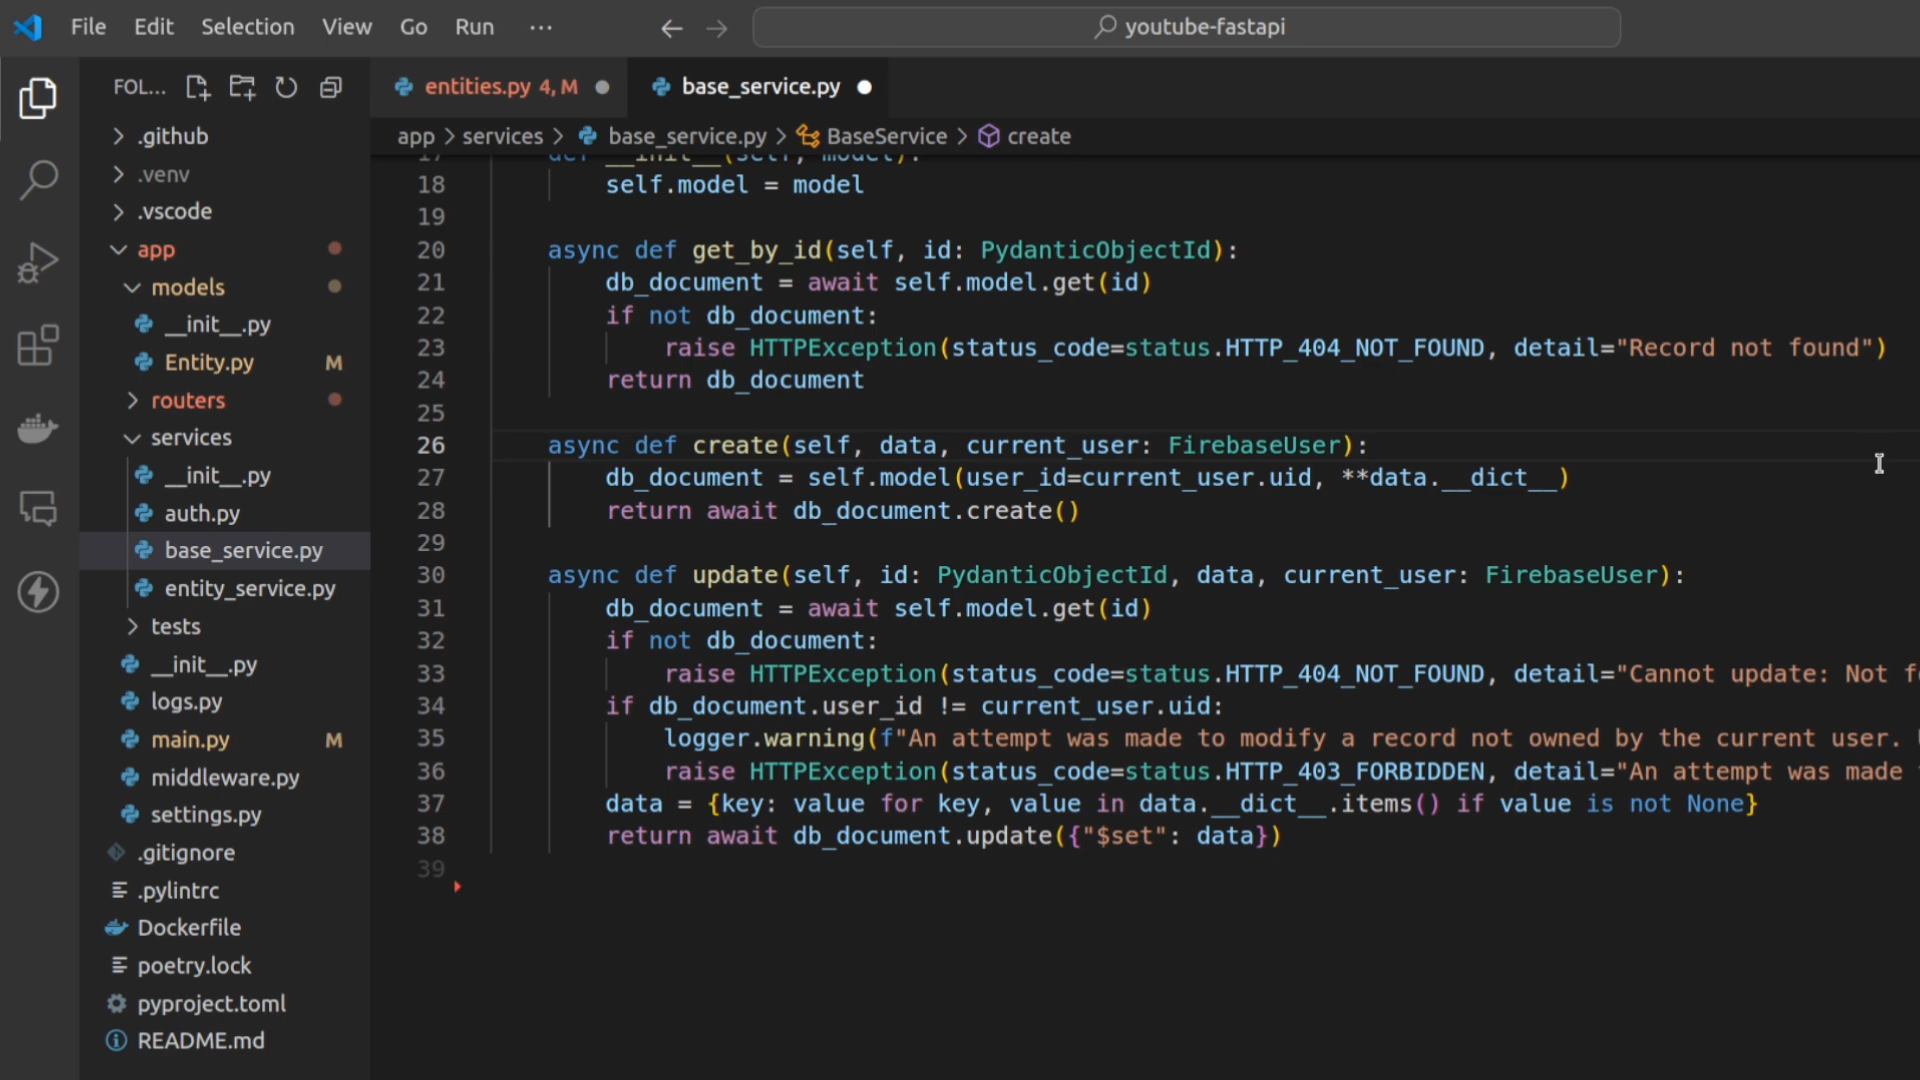 File Edit Selection View Go Run ··· ← → youtube-fastapi
FOL... entities.py 4, M base_service.py
app > services > base_service.py > BaseService > create
.github
.venv
.vscode
app
models
__init__.py
Entity.py M
routers
services
__init__.py
auth.py
base_service.py
entity_service.py
tests
__init__.py
logs.py
main.py M
middleware.py
settings.py
.gitignore
.pylintrc
Dockerfile
poetry.lock
pyproject.toml
README.md
17 def __init__(self, model):
18 self.model = model
19
20 async def get_by_id(self, id: PydanticObjectId):
21 db_document = await self.model.get(id)
22 if not db_document:
23 raise HTTPException(status_code=status.HTTP_404_NOT_FOUND, detail="Record not found")
24 return db_document
25
26 async def create(self, data, current_user: FirebaseUser):
27 db_document = self.model(user_id=current_user.uid, **data.__dict__)
28 return await db_document.create()
29
30 async def update(self, id: PydanticObjectId, data, current_user: FirebaseUser):
31 db_document = await self.model.get(id)
32 if not db_document:
33 raise HTTPException(status_code=status.HTTP_404_NOT_FOUND, detail="Cannot update: Not
34 if db_document.user_id != current_user.uid:
35 logger.warning(f"An attempt was made to modify a record not owned by the current user.
36 raise HTTPException(status_code=status.HTTP_403_FORBIDDEN, detail="An attempt was made
37 data = {key: value for key, value in data.__dict__.items() if value is not None}
38 return await db_document.update({"$set": data})
39